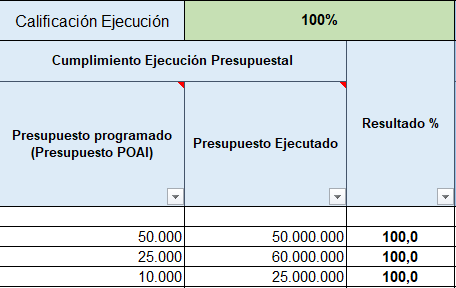 Calificación Ejecución 100%
Cumplimiento Ejecución Presupuestal
Presupuesto programado
(Presupuesto POAI)
Presupuesto Ejecutado
Resultado %
50.000 50.000.000 100,0
25.000 60.000.000 100,0
10.000 25.000.000 100,0